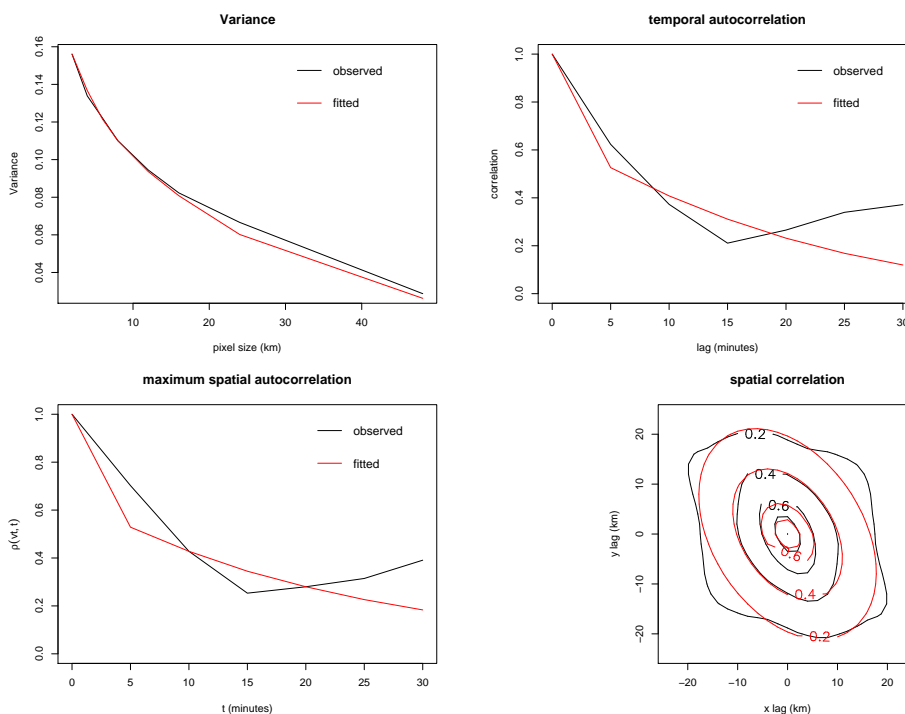 Variance
Variance
0.04 0.06 0.08 0.10 0.12 0.14 0.16
observed
fitted
10 20 30 40
pixel size (km)
temporal autocorrelation
correlation
0.0 0.2 0.4 0.6 0.8 1.0
observed
fitted
0 5 10 15 20 25 30
lag (minutes)
maximum spatial autocorrelation
ρ(vt, t)
0.0 0.2 0.4 0.6 0.8 1.0
observed
fitted
0 5 10 15 20 25 30
t (minutes)
spatial correlation
y lag (km)
−20 −10 0 10 20
0.2
0.4
0.6
0.6
0.4
0.2
−20 −10 0 10 20
x lag (km)